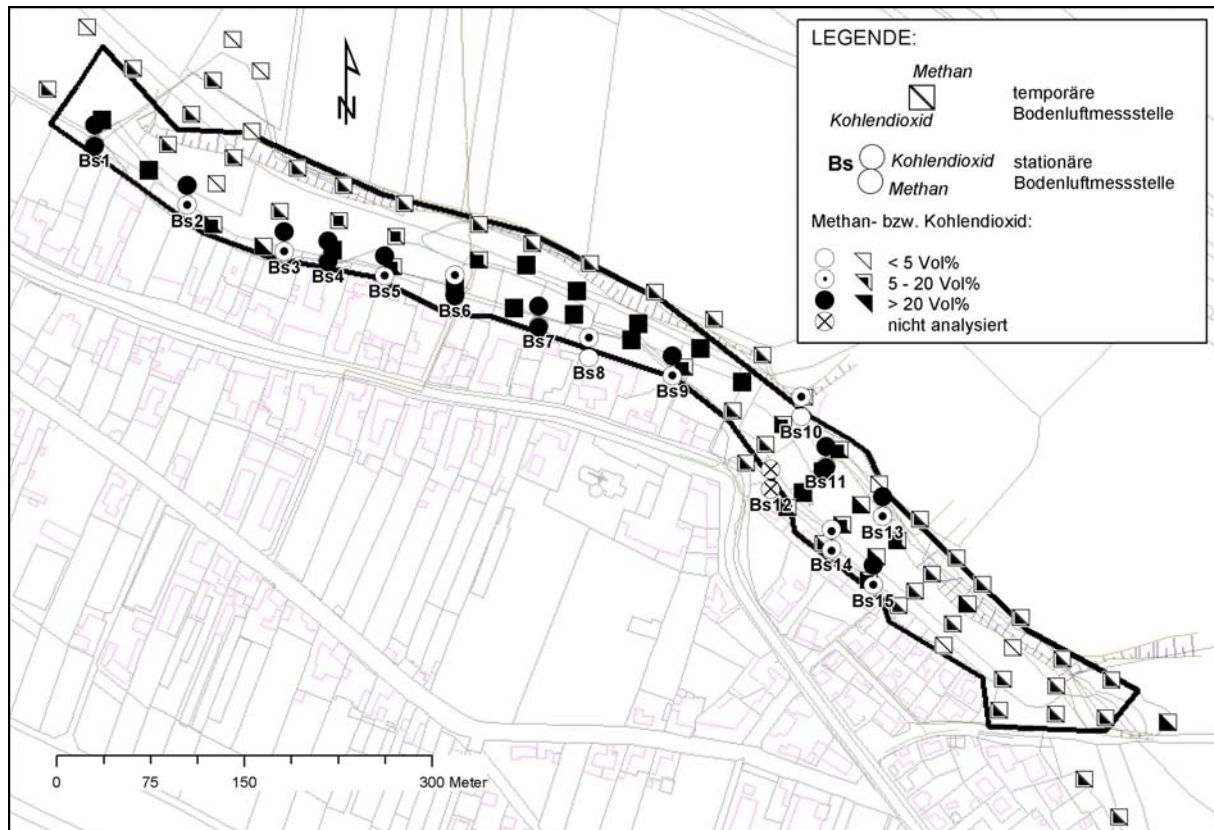 LEGENDE:
Methan
temporäre
Bodenluftmessstelle
Kohlendioxid
Bs
Kohlendioxid
stationäre
Methan
Bodenluftmessstelle
Methan- bzw. Kohlendioxid:
< 5 Vol%
5 - 20 Vol%
> 20 Vol%
nicht analysiert
N
Bs1
Bs2
Bs3
Bs4
Bs5
Bs6
Bs7
Bs8
Bs9
Bs10
Bs11
Bs12
Bs13
Bs14
Bs15
0 75 150 300 Meter